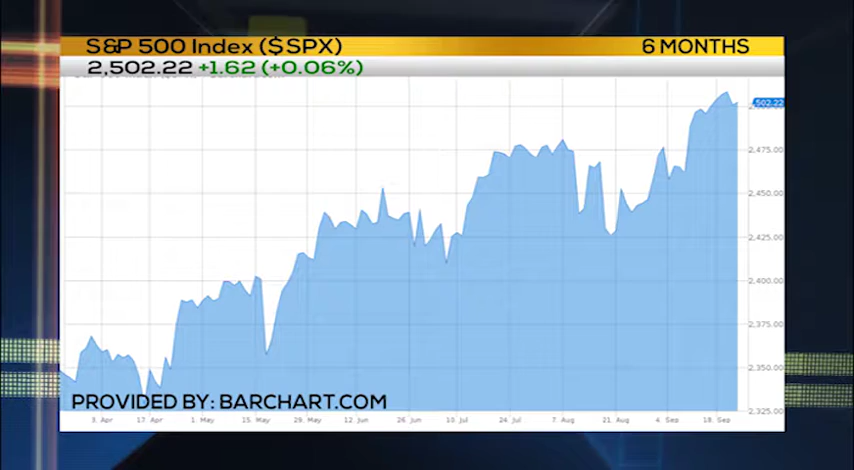 S&P 500 Index ($SPX) 6 MONTHS
2,502.22 +1.62 (+0.06%)
502.22
2,475.00
2,450.00
2,425.00
2,400.00
2,375.00
2,350.00
2,325.00
PROVIDED BY: BARCHART.COM
3. Apr 17. Apr 1. May 15. May 29. May 12. Jun 26. Jun 10. Jul 24. Jul 7. Aug 21. Aug 4. Sep 18. Sep